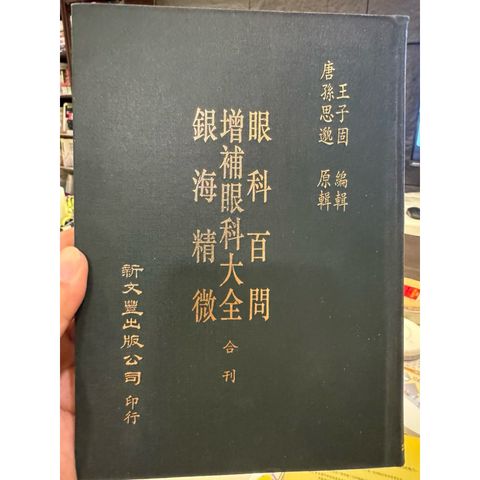 王子固 編輯
唐孫思邈 原輯
眼科百問
增補眼科大全
銀海精微
合刊
新文豐出版公司 印行